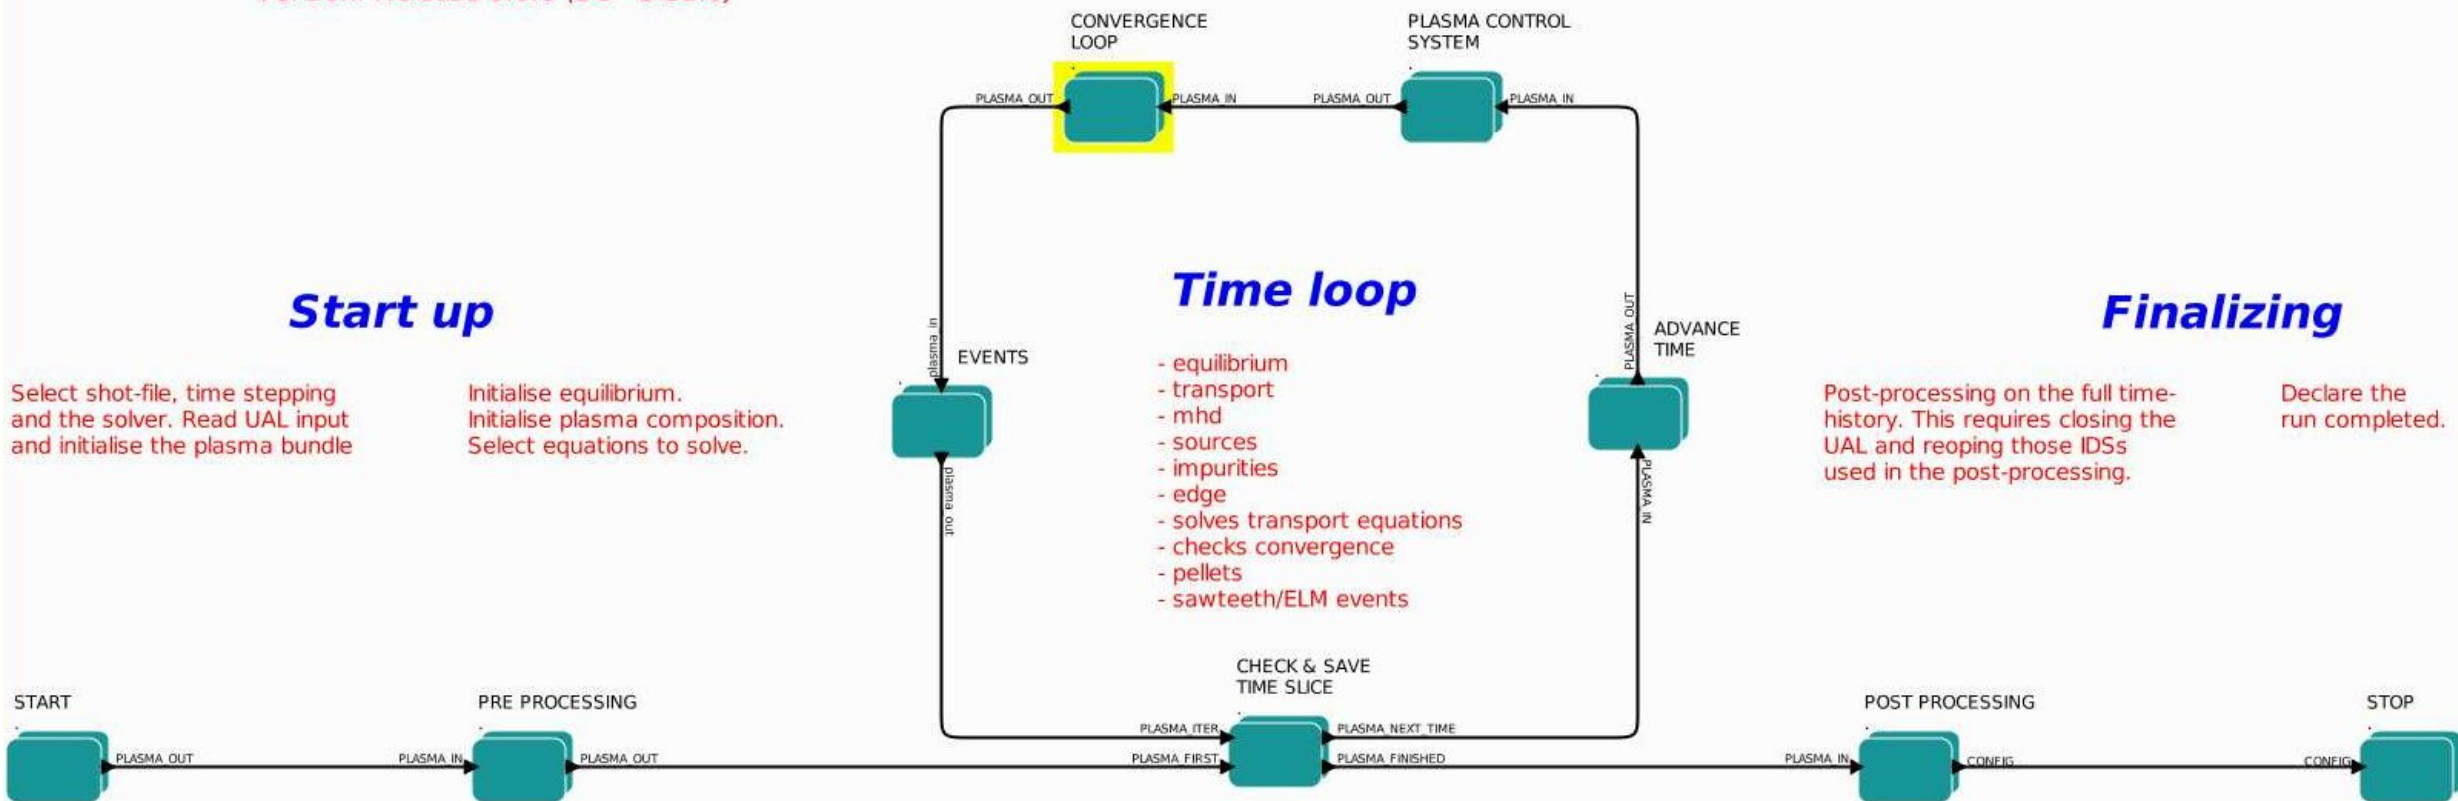 CONVERGENCE
LOOP
PLASMA CONTROL
SYSTEM
PLASMA_OUT
PLASMA_IN
PLASMA_OUT
PLASMA_IN
Start up
Time loop
Finalizing
plasma_in
EVENTS
plasma_out
PLASMA_OUT
ADVANCE
TIME
PLASMA_IN
Select shot-file, time stepping
and the solver. Read UAL input
and initialise the plasma bundle
Initialise equilibrium.
Initialise plasma composition.
Select equations to solve.
- equilibrium
- transport
- mhd
- sources
- impurities
- edge
- solves transport equations
- checks convergence
- pellets
- sawteeth/ELM events
Post-processing on the full time-
history. This requires closing the
UAL and reoping those IDSs
used in the post-processing.
Declare the
run completed.
START
PRE PROCESSING
CHECK & SAVE
TIME SLICE
POST PROCESSING
STOP
PLASMA_ITER
PLASMA_NEXT_TIME
PLASMA_OUT
PLASMA_IN
PLASMA_OUT
PLASMA_FIRST
PLASMA_FINISHED
PLASMA_IN
CONFIG
CONFIG